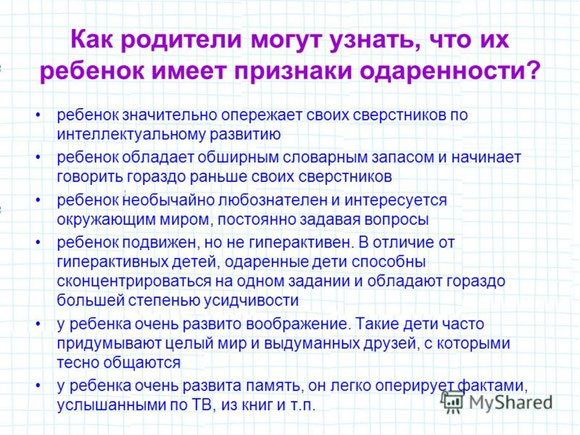 Как родители могут узнать, что их
ребенок имеет признаки одаренности?
• ребенок значительно опережает своих сверстников по
интеллектуальному развитию
• ребенок обладает обширным словарным запасом и начинает
говорить гораздо раньше своих сверстников
• ребенок необычайно любознателен и интересуется
окружающим миром, постоянно задавая вопросы
• ребенок подвижен, но не гиперактивен. В отличие от
гиперактивных детей, одаренные дети способны
сконцентрироваться на одном задании и обладают гораздо
большей степенью усидчивости
• у ребенка очень развито воображение. Такие дети часто
придумывают целый мир и выдуманных друзей, с которыми
тесно общаются
• у ребенка очень развита память, он легко оперирует фактами,
услышанными по ТВ, из книг и т.п.
MyShared